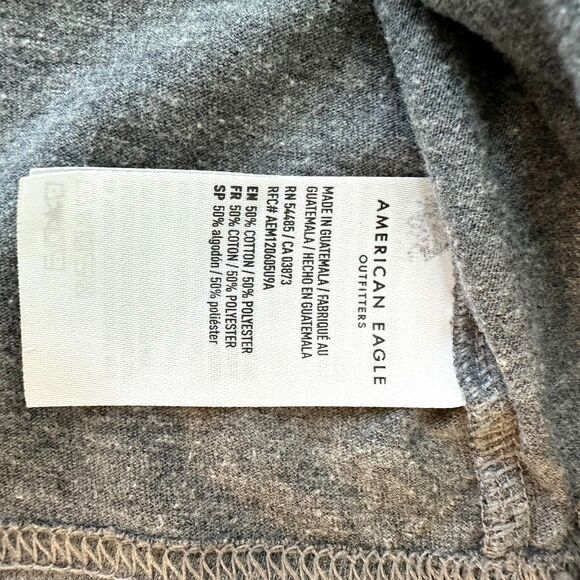 AMERICAN EAGLE
OUTFITTERS
MADE IN GUATEMALA / FABRIQUÉ AU
GUATEMALA / HECHO EN GUATEMALA
RN 54485 / CA 03873
RFC# AEM12060509A
EN 50% COTTON / 50% POLYESTER
FR 50% COTON / 50% POLYESTER
SP 50% algodón / 50% poliéster